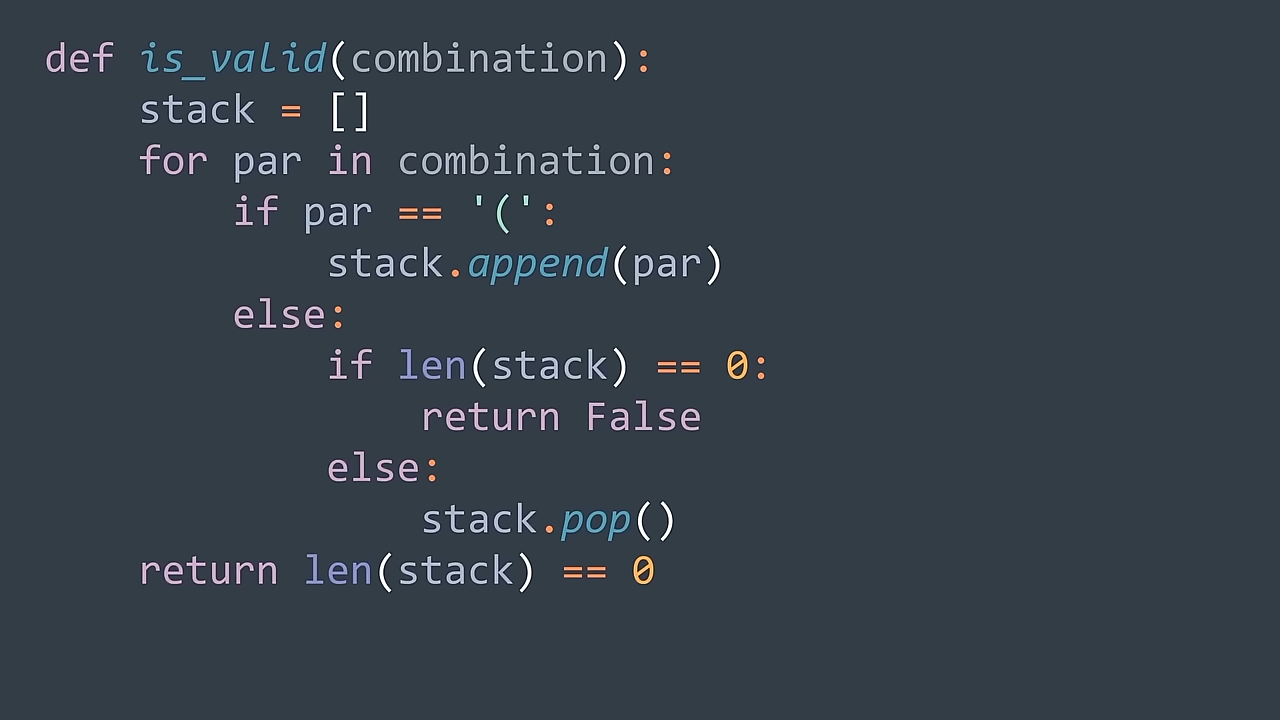 def is_valid(combination):
    stack = []
    for par in combination:
        if par == '(':
            stack.append(par)
        else:
            if len(stack) == 0:
                return False
            else:
                stack.pop()
    return len(stack) == 0